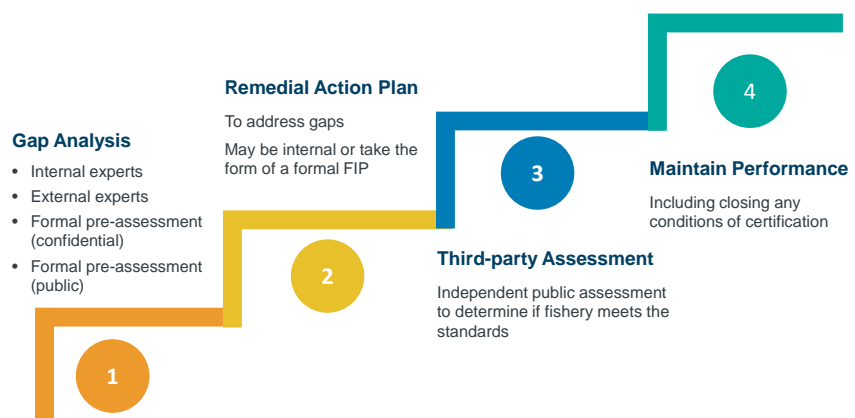 Gap Analysis
• Internal experts
• External experts
• Formal pre-assessment
(confidential)
• Formal pre-assessment
(public)
1
Remedial Action Plan
To address gaps
May be internal or take the
form of a formal FIP
2
3
Third-party Assessment
Independent public assessment
to determine if fishery meets the
standards
4
Maintain Performance
Including closing any
conditions of certification